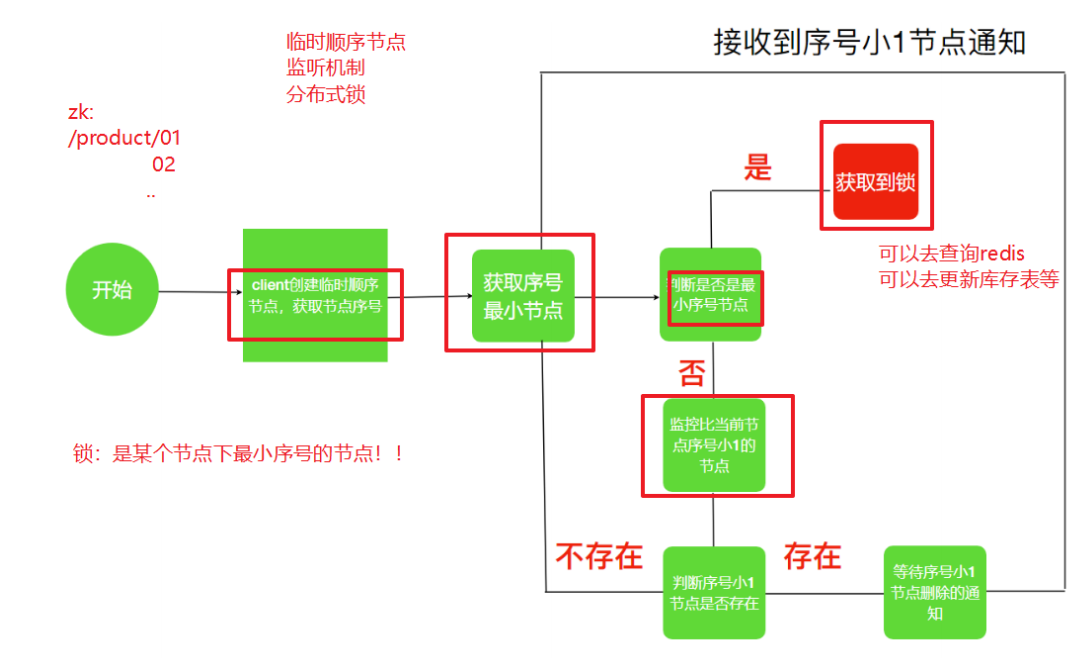 接收到序号小1节点通知
临时顺序节点
监听机制
分布式锁
zk:
/product/01
02
..
是
获取到锁
可以去查询redis
可以去更新库存表等
开始
client创建临时顺序
节点，获取节点序号
获取序号
最小节点
判断是否是最
小序号节点
否
监控比当前节
点序号小1的
节点
锁：是某个节点下最小序号的节点！！
不存在
存在
判断序号小1
节点是否存在
等待序号小1
节点删除的通
知